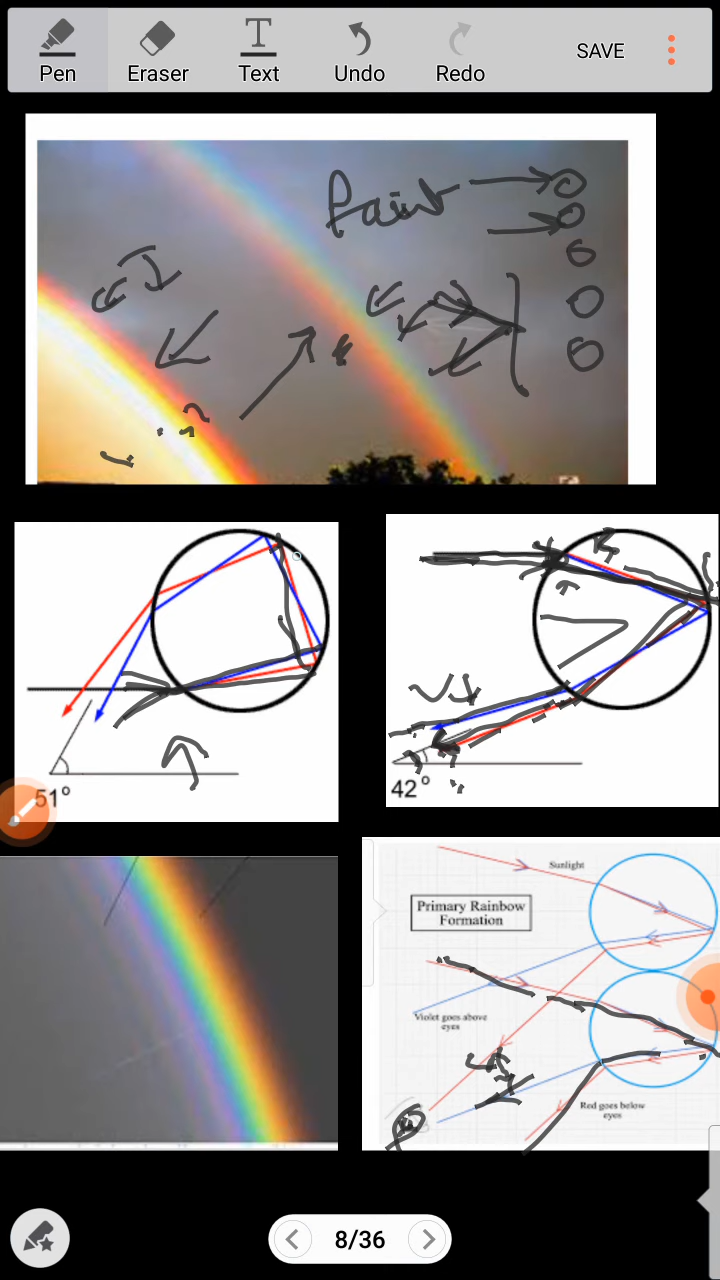 Pen Eraser Text Undo Redo SAVE
Paint
51°
42°
Sunlight
Primary Rainbow
Formation
Violet goes above
eyes
Red goes below
eyes
8/36